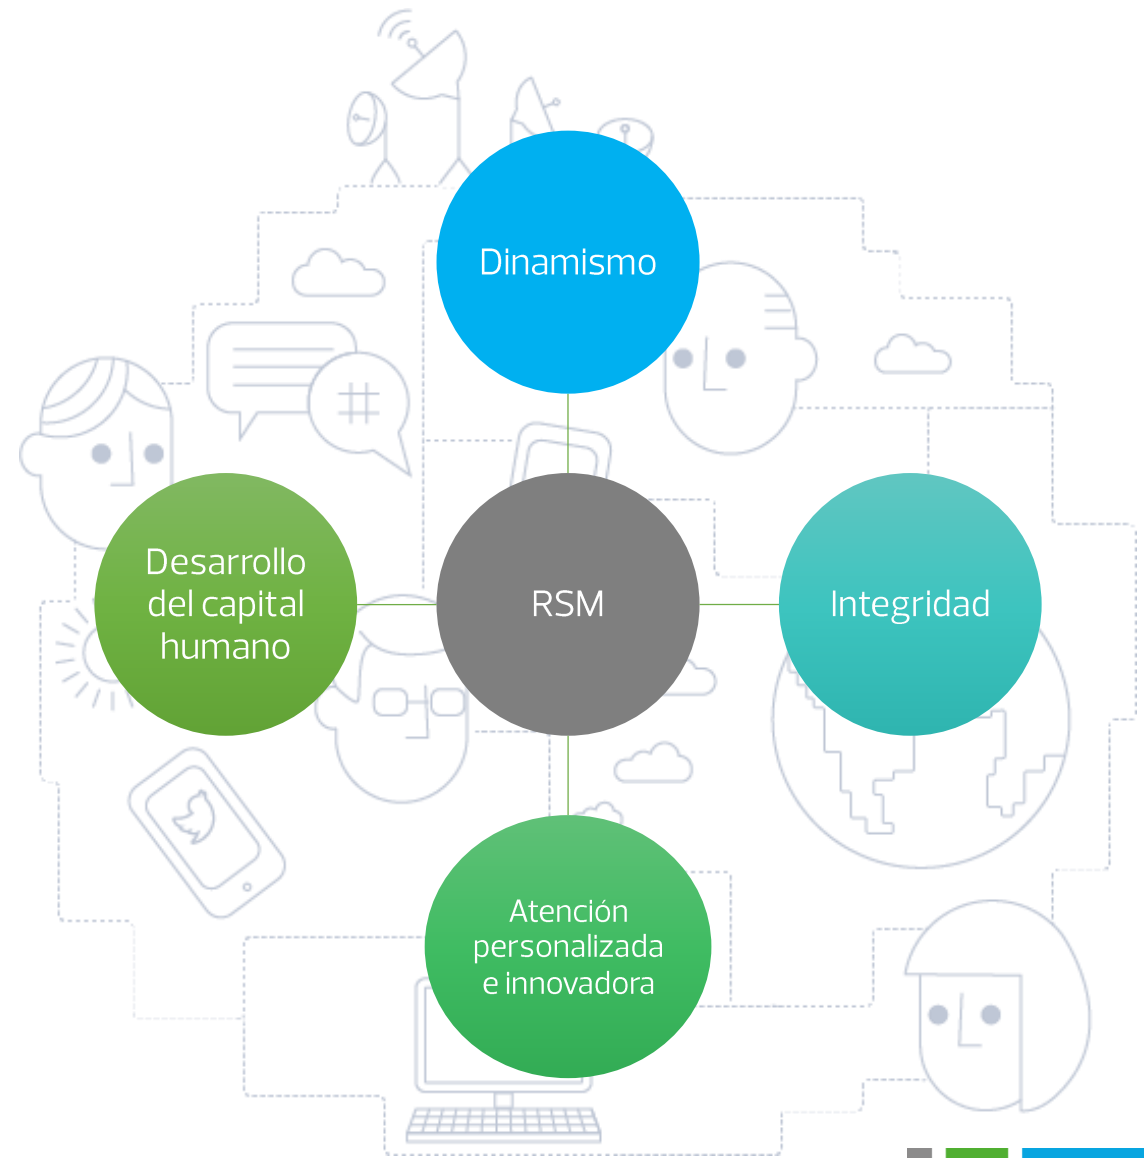 Dinamismo
Desarrollo
del capital
humano
RSM
Integridad
Atención
personalizada
e innovadora
#